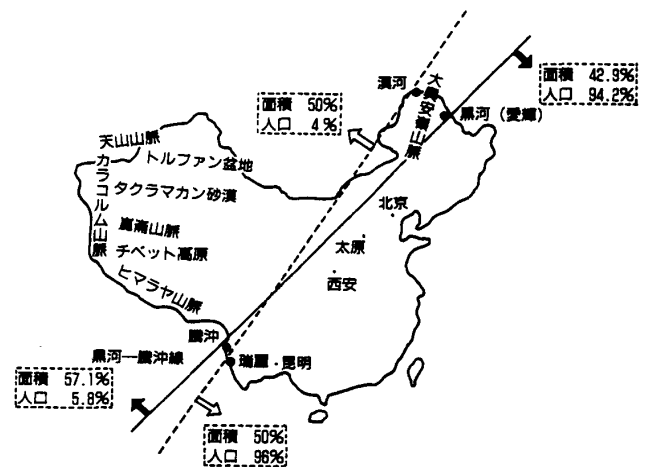 漠河
大興安嶺山脈
面積 42.9%
人口 94.2%
黒河(愛輝)
面積 50%
人口 4%
天山山脈
トルファン盆地
カラコルム山脈
タクラマカン砂漠
北京
崑崙山脈
太原
チベット高原
西安
ヒマラヤ山脈
騰沖
黒河―騰沖線
瑞麗・昆明
面積 57.1%
人口 5.8%
面積 50%
人口 96%